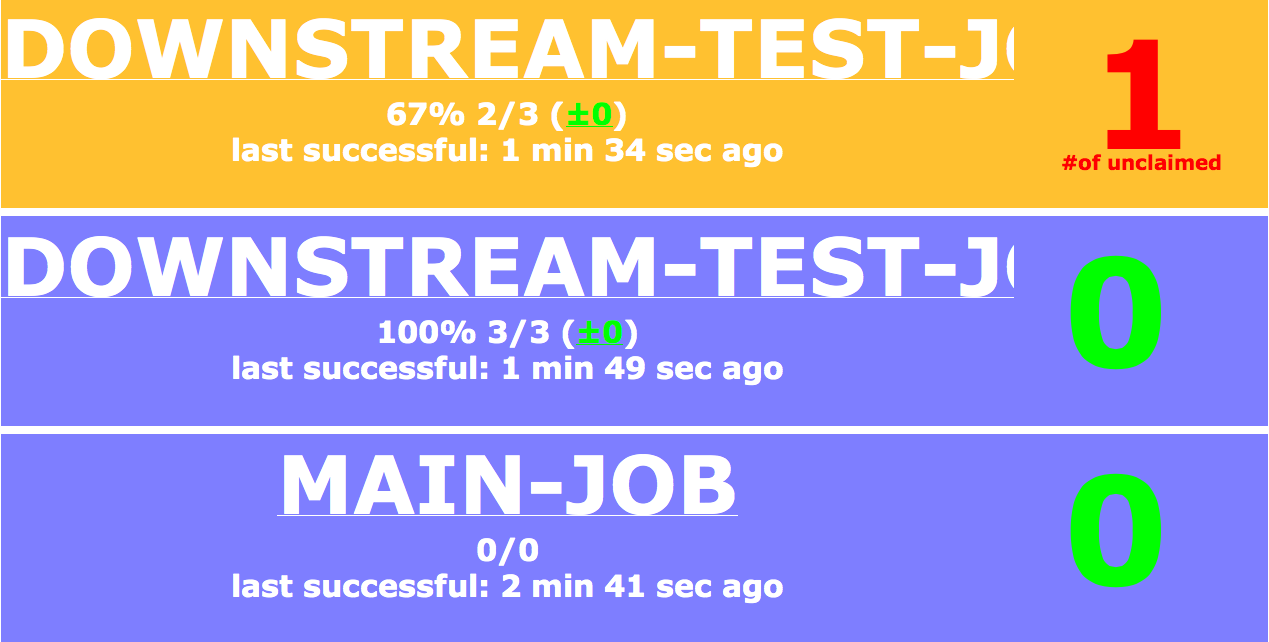 DOWNSTREAM-TEST-JO
67% 2/3 (±0)
last successful: 1 min 34 sec ago
1
#of unclaimed
DOWNSTREAM-TEST-JO
100% 3/3 (±0)
last successful: 1 min 49 sec ago
0
MAIN-JOB
0/0
last successful: 2 min 41 sec ago
0